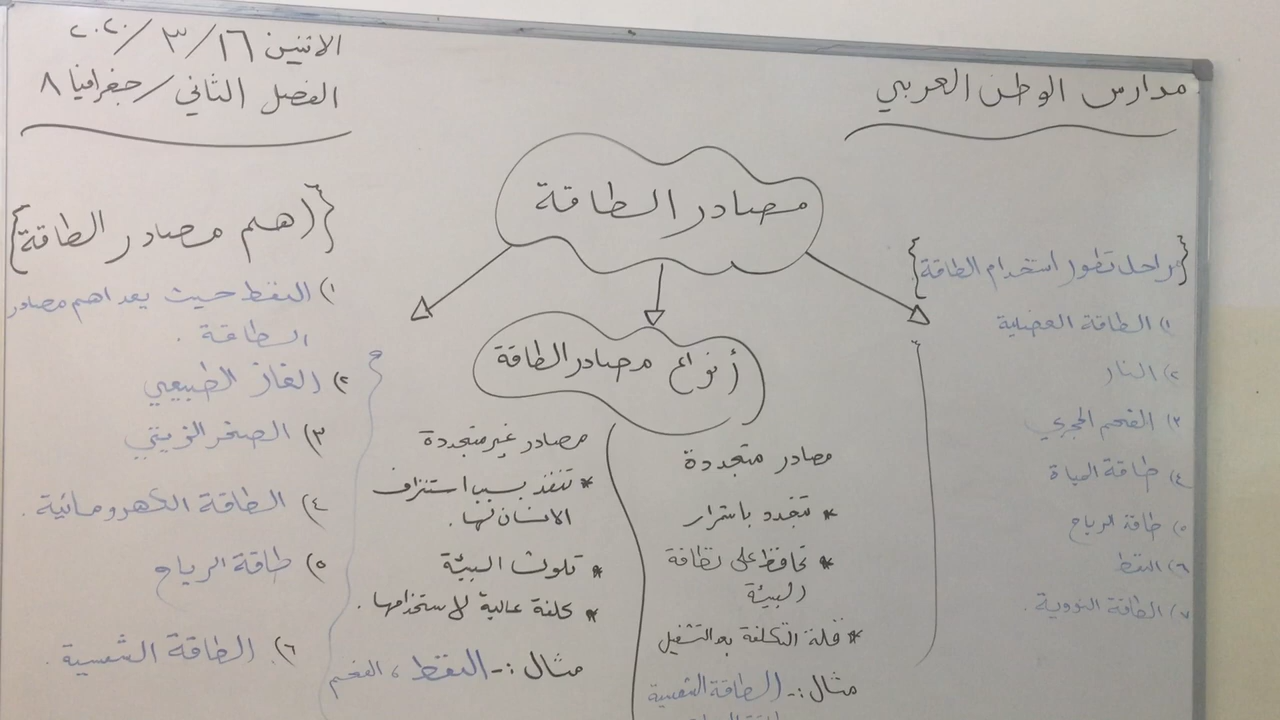 مدارس الوطن العربي
الاثنين ١٦/٣/٢٠٢٠
الفصل الثاني/جغرافيا ٨
مصادر الطاقة
{مراحل تطور استخدام الطاقة}
١) الطاقة العضلية
٢) النار
٣) الفحم الحجري
٤) طاقة المياة
٥) طاقة الرياح
٦) النفط
٧) الطاقة النووية .
أنواع مصادر الطاقة
مصادر متجددة
* تتجدد باستمرار
* تحافظ على نظافة
البيئة
* قلة التكلفة بعد التشغيل
مثال :- الطاقة الشمسية
مصادر غير متجددة
* تنفذ بسبب استنزاف
الانسان لها .
* تلوث البيئة
* كلفة عالية لاستخدامها .
مثال :- النفط ، الفحم
{اهم مصادر الطاقة}
١) النفط حيث يعد اهم مصادر
الطاقة .
٢) الغاز الطبيعي
٣) الصخر الزيتي
٤) الطاقة الكهرومائية .
٥) طاقة الرياح
٦) الطاقة الشمسية .